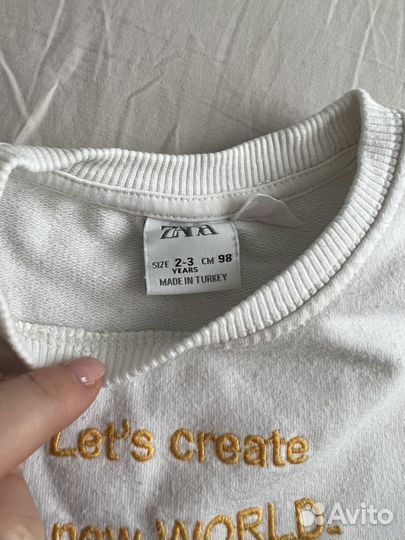 ZARA
SIZE 2-3 CM 98
YEARS
MADE IN TURKEY
Let's create
new WORLD.
Avito